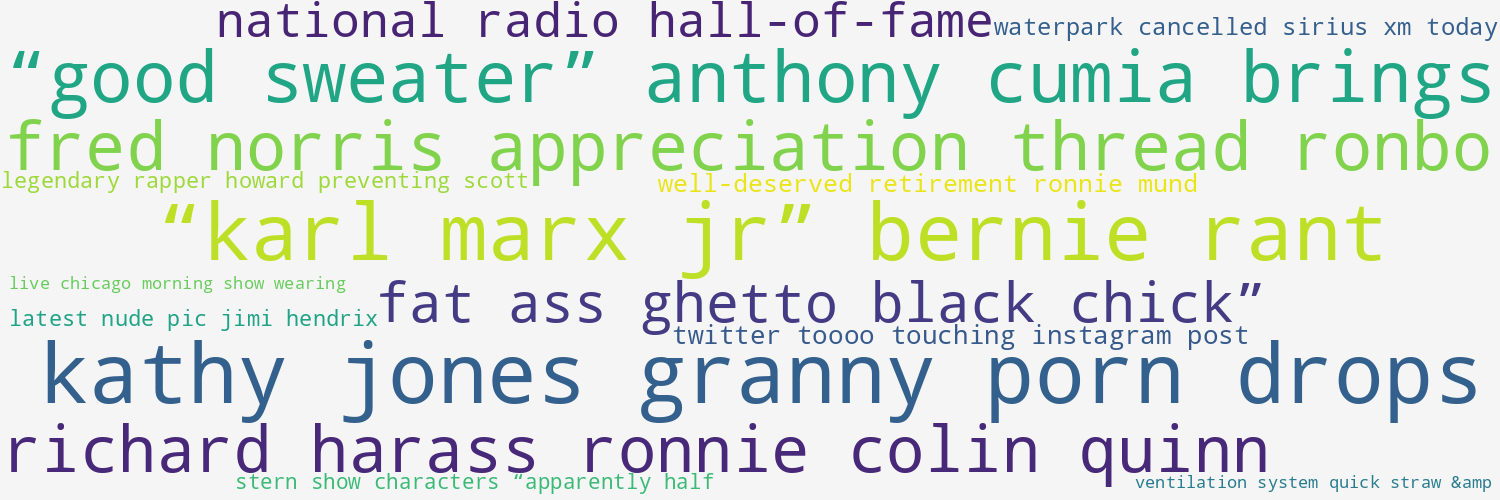 national radio hall-of-fame
waterpark cancelled sirius xm today
“good sweater” anthony cumia brings
fred norris appreciation thread ronbo
legendary rapper howard preventing scott
well-deserved retirement ronnie mund
“karl marx jr” bernie rant
live chicago morning show wearing
fat ass ghetto black chick”
latest nude pic jimi hendrix
twitter toooo touching instagram post
kathy jones granny porn drops
richard harass ronnie colin quinn
stern show characters “apparently half
ventilation system quick straw &amp